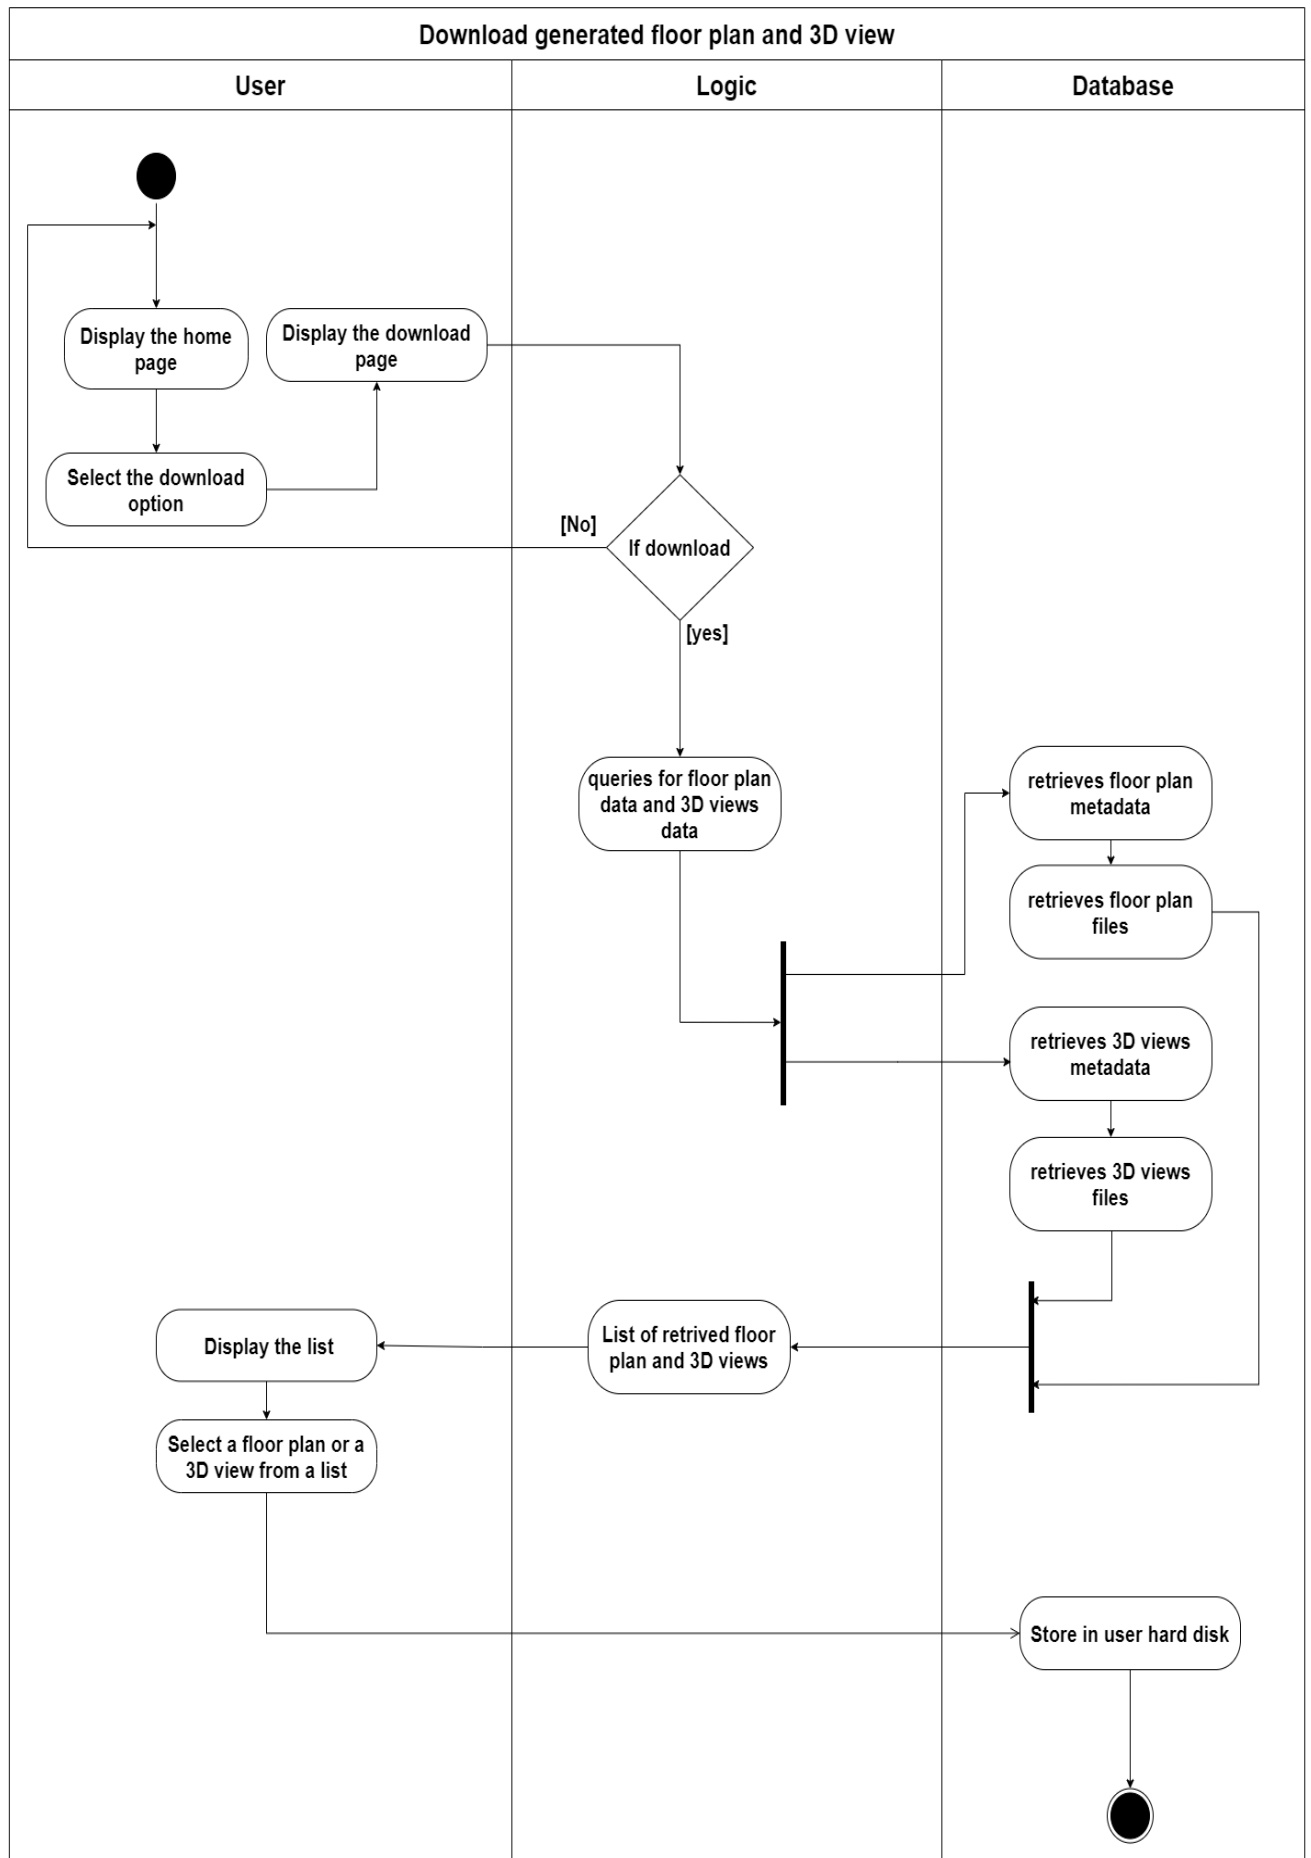 Download generated floor plan and 3D view
User
Logic
Database
Display the home
page
Display the download
page
Select the download
option
[No]
If download
[yes]
queries for floor plan
data and 3D views
data
retrieves floor plan
metadata
retrieves floor plan
files
retrieves 3D views
metadata
retrieves 3D views
files
List of retrived floor
plan and 3D views
Display the list
Select a floor plan or a
3D view from a list
Store in user hard disk